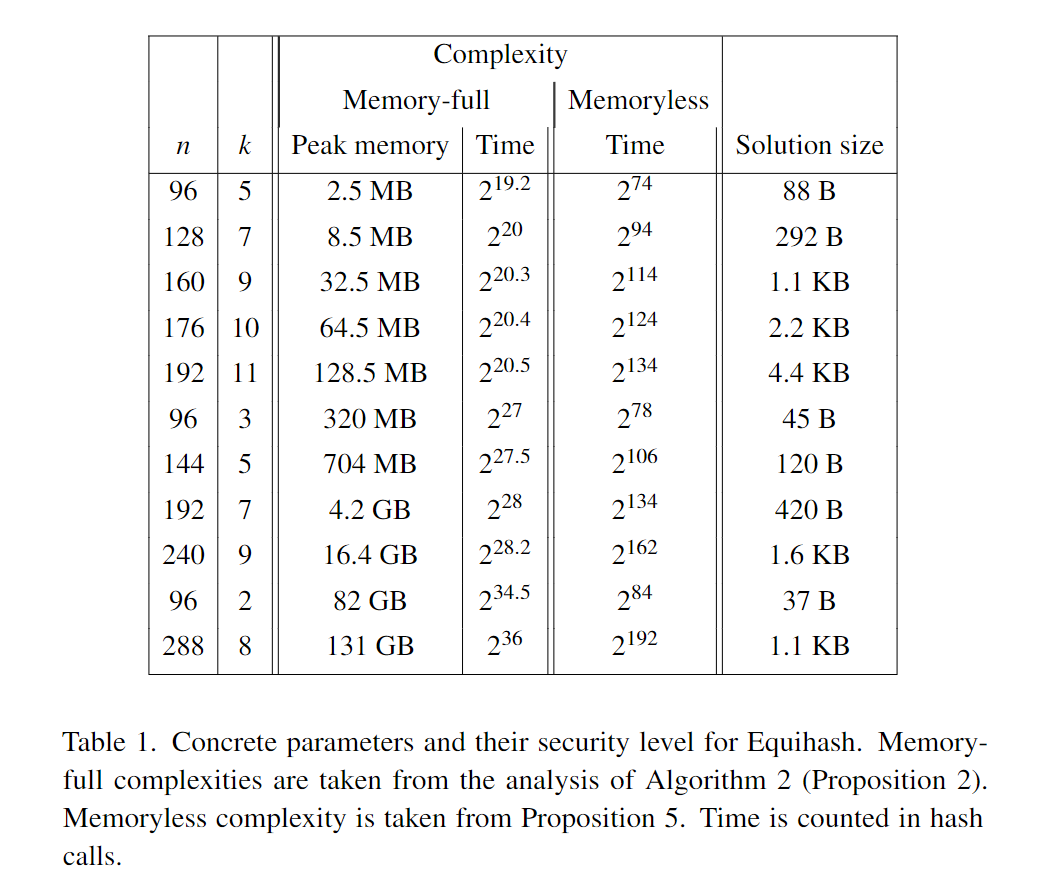 Complexity
Memory-full Memoryless
n k Peak memory Time Time Solution size
96 5 2.5 MB 2^19.2 2^74 88 B
128 7 8.5 MB 2^20 2^94 292 B
160 9 32.5 MB 2^20.3 2^114 1.1 KB
176 10 64.5 MB 2^20.4 2^124 2.2 KB
192 11 128.5 MB 2^20.5 2^134 4.4 KB
96 3 320 MB 2^27 2^78 45 B
144 5 704 MB 2^27.5 2^106 120 B
192 7 4.2 GB 2^28 2^134 420 B
240 9 16.4 GB 2^28.2 2^162 1.6 KB
96 2 82 GB 2^34.5 2^84 37 B
288 8 131 GB 2^36 2^192 1.1 KB
Table 1. Concrete parameters and their security level for Equihash. Memory-
full complexities are taken from the analysis of Algorithm 2 (Proposition 2).
Memoryless complexity is taken from Proposition 5. Time is counted in hash
calls.